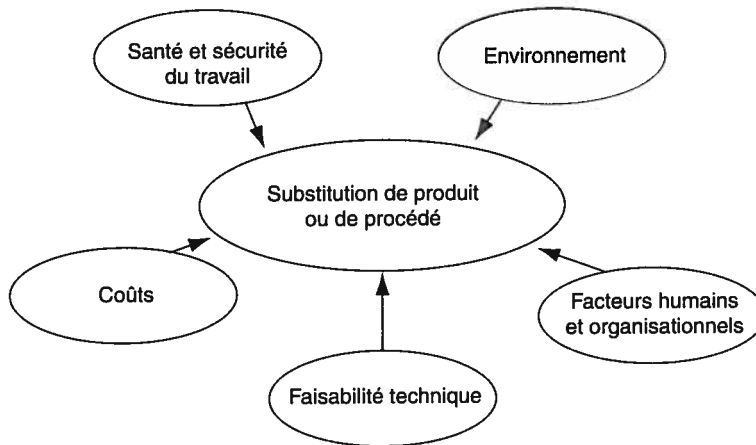 Santé et sécurité
du travail
Environnement
Substitution de produit
ou de procédé
Coûts
Facteurs humains
et organisationnels
Faisabilité technique